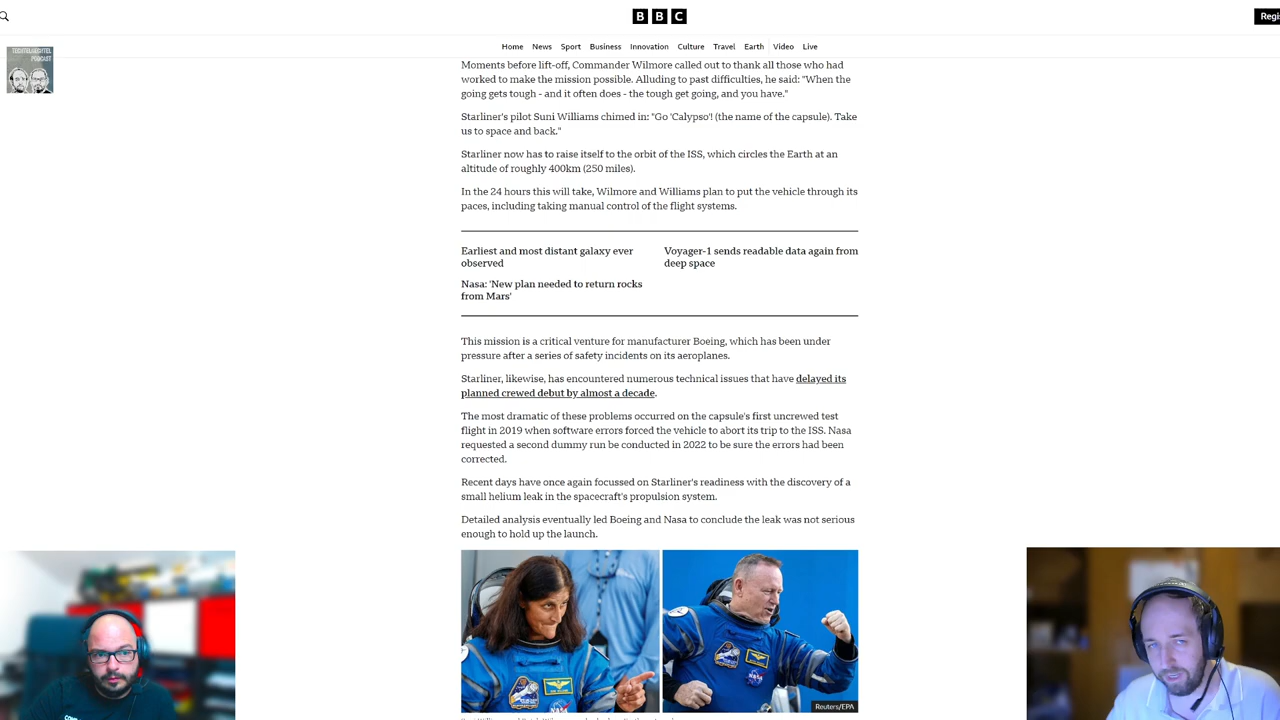 B B C
Regi
Home News Sport Business Innovation Culture Travel Earth Video Live
TECHTELMECHTEL
PODCAST
Moments before lift-off, Commander Wilmore called out to thank all those who had
worked to make the mission possible. Alluding to past difficulties, he said: "When the
going gets tough - and it often does - the tough get going, and you have."
Starliner's pilot Suni Williams chimed in: "Go 'Calypso'! (the name of the capsule). Take
us to space and back."
Starliner now has to raise itself to the orbit of the ISS, which circles the Earth at an
altitude of roughly 400km (250 miles).
In the 24 hours this will take, Wilmore and Williams plan to put the vehicle through its
paces, including taking manual control of the flight systems.
Earliest and most distant galaxy ever
observed
Voyager-1 sends readable data again from
deep space
Nasa: 'New plan needed to return rocks
from Mars'
This mission is a critical venture for manufacturer Boeing, which has been under
pressure after a series of safety incidents on its aeroplanes.
Starliner, likewise, has encountered numerous technical issues that have delayed its
planned crewed debut by almost a decade.
The most dramatic of these problems occurred on the capsule's first uncrewed test
flight in 2019 when software errors forced the vehicle to abort its trip to the ISS. Nasa
requested a second dummy run be conducted in 2022 to be sure the errors had been
corrected.
Recent days have once again focussed on Starliner's readiness with the discovery of a
small helium leak in the spacecraft's propulsion system.
Detailed analysis eventually led Boeing and Nasa to conclude the leak was not serious
enough to hold up the launch.
NASA
NASA
Reuters/EPA